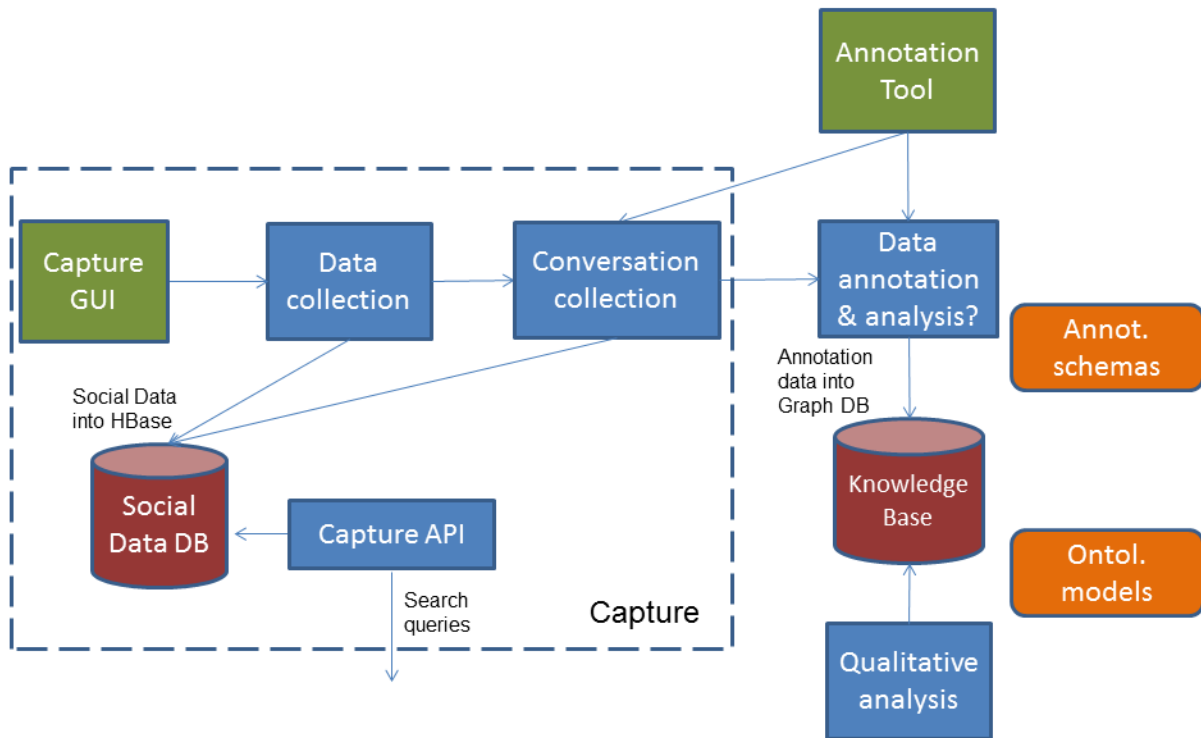 Annotation
Tool
Capture
GUI
Data
collection
Conversation
collection
Data
annotation
& analysis?
Annot.
schemas
Social Data
into HBase
Annotation
data into
Graph DB
Social
Data DB
Capture API
Knowledge
Base
Ontol.
models
Search
queries
Capture
Qualitative
analysis